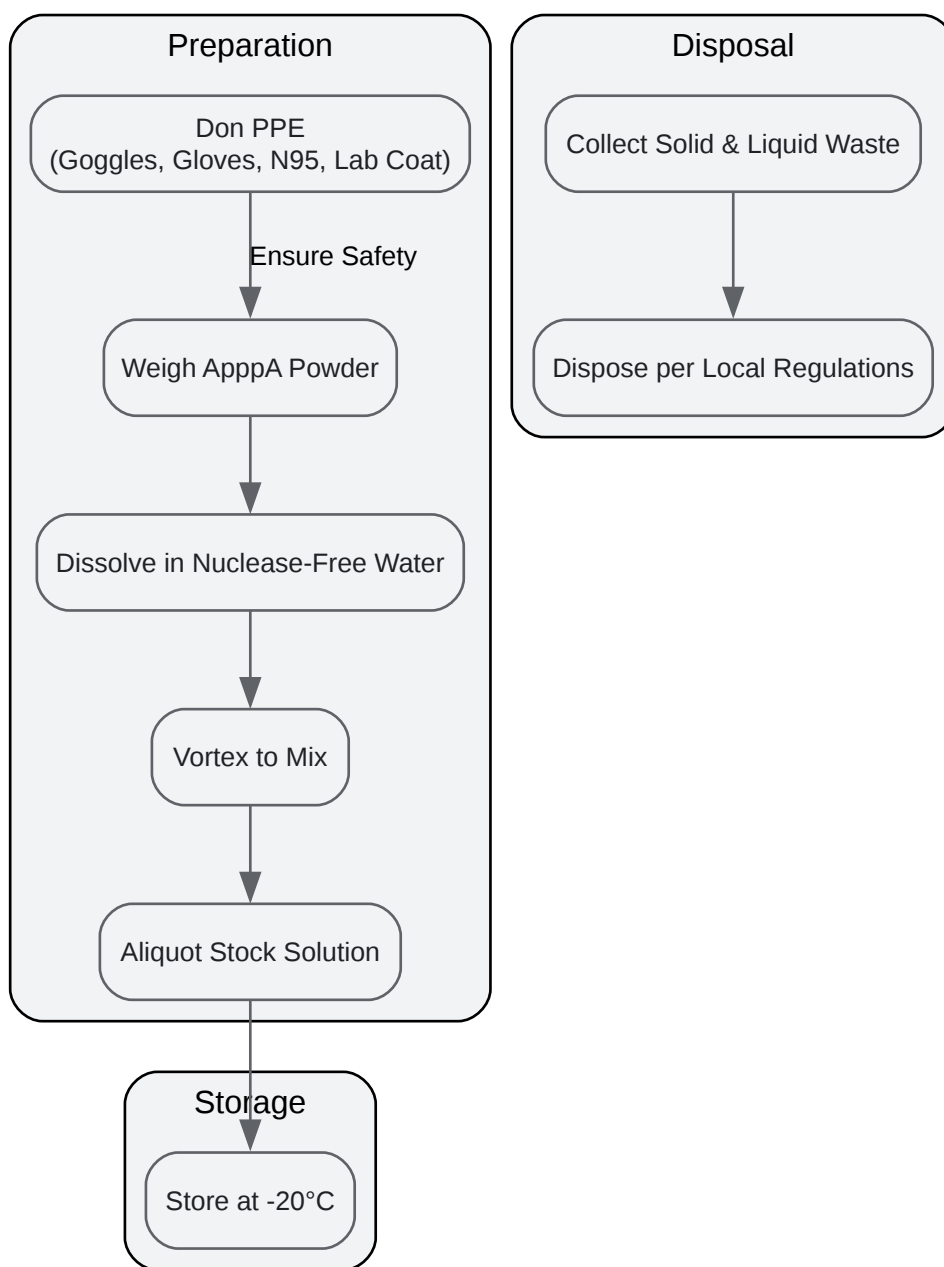 Preparation
Don PPE
(Goggles, Gloves, N95, Lab Coat)
Ensure Safety
Weigh ApppA Powder
Dissolve in Nuclease-Free Water
Vortex to Mix
Aliquot Stock Solution
Storage
Store at -20°C
Disposal
Collect Solid & Liquid Waste
Dispose per Local Regulations